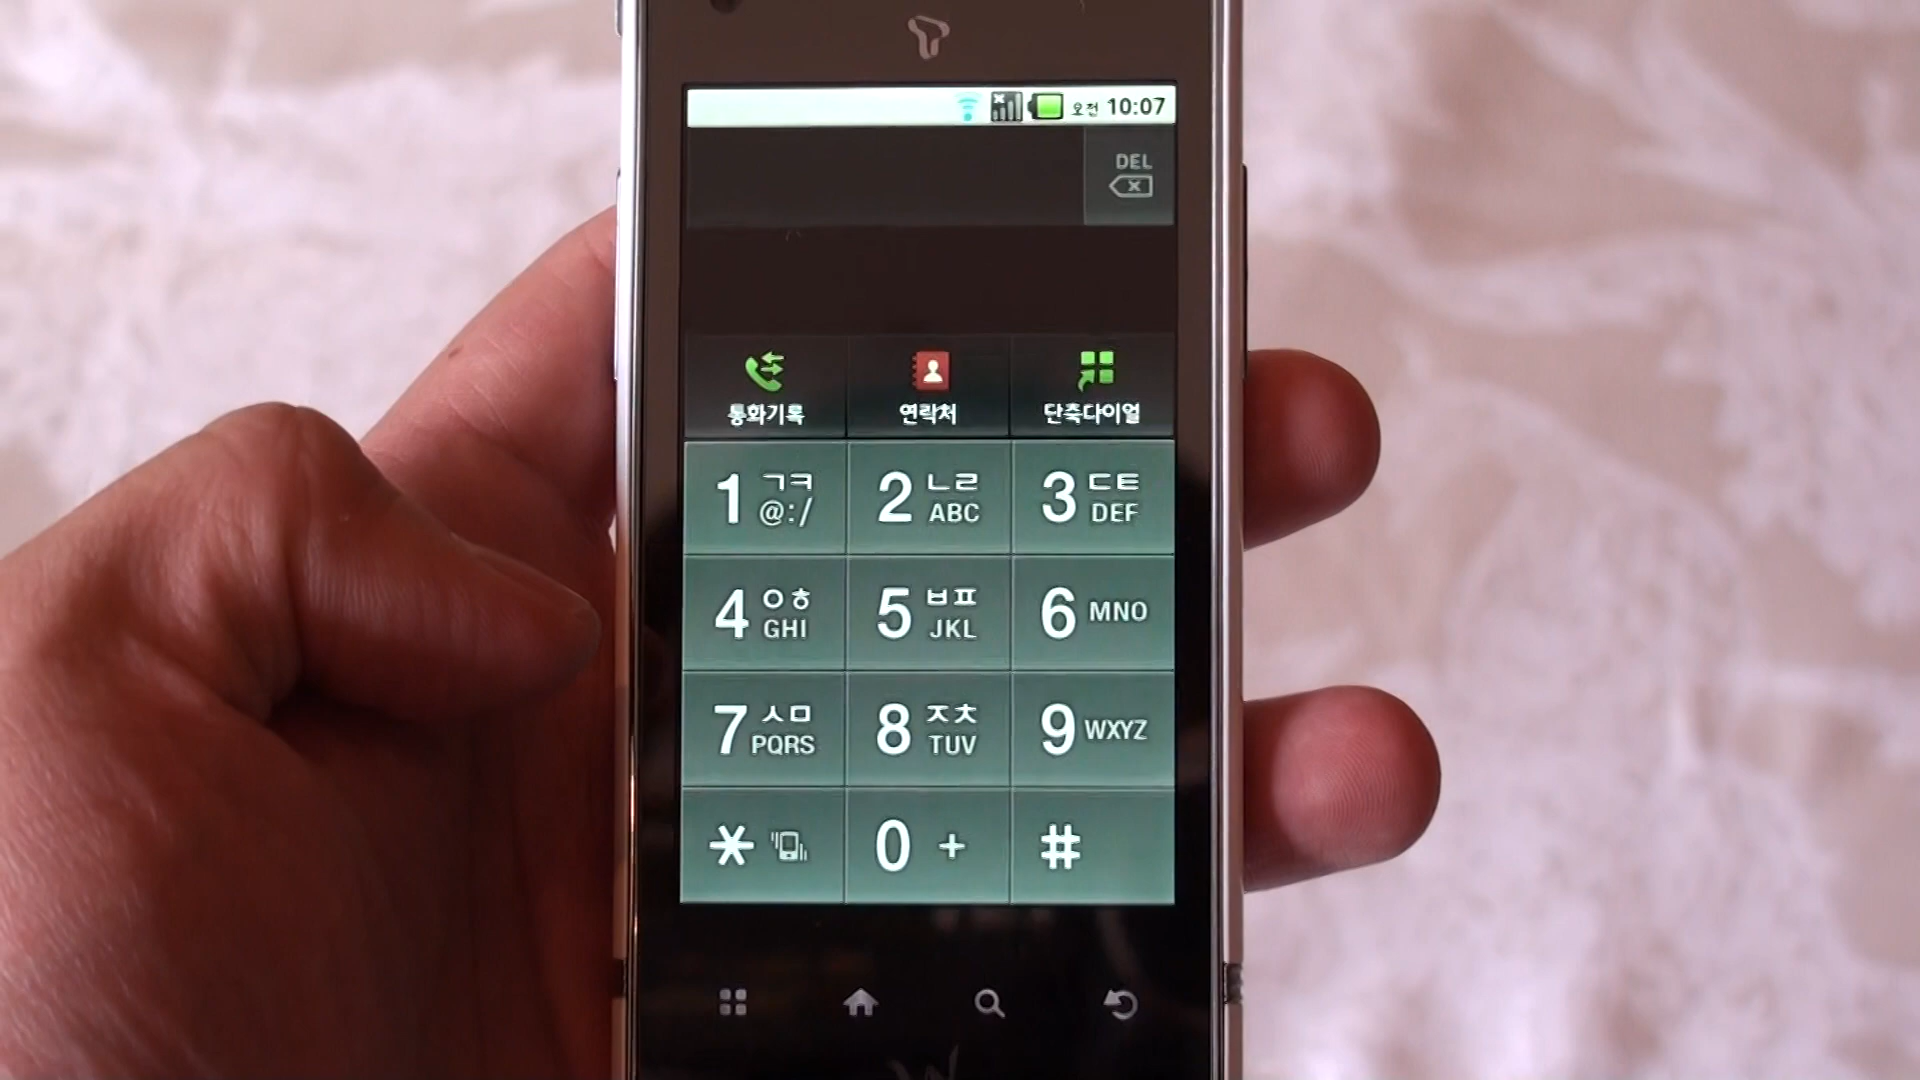 오전 10:07
DEL
통화기록 연락처 단축다이얼
1 ㄱㅋ @:/ 2 ㄴㄹ ABC 3 ㄷㅌ DEF
4 ㅇㅎ GHI 5 ㅂㅍ JKL 6 MNO
7 ㅅㅁ PQRS 8 ㅈㅊ TUV 9 WXYZ
* 0 + #